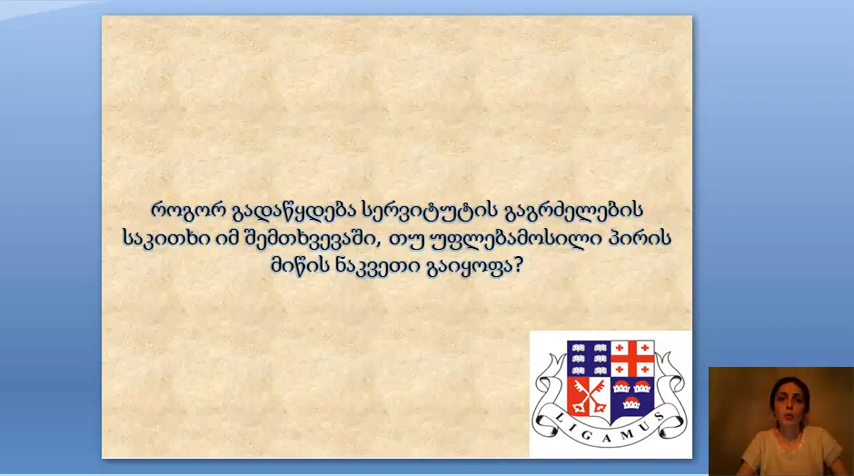 როგორ გადაწყდება სერვიტუტის გაგრძელების
საკითხი იმ შემთხვევაში, თუ უფლებამოსილი პირის
მიწის ნაკვეთი გაიყოფა?
LIGAMUS